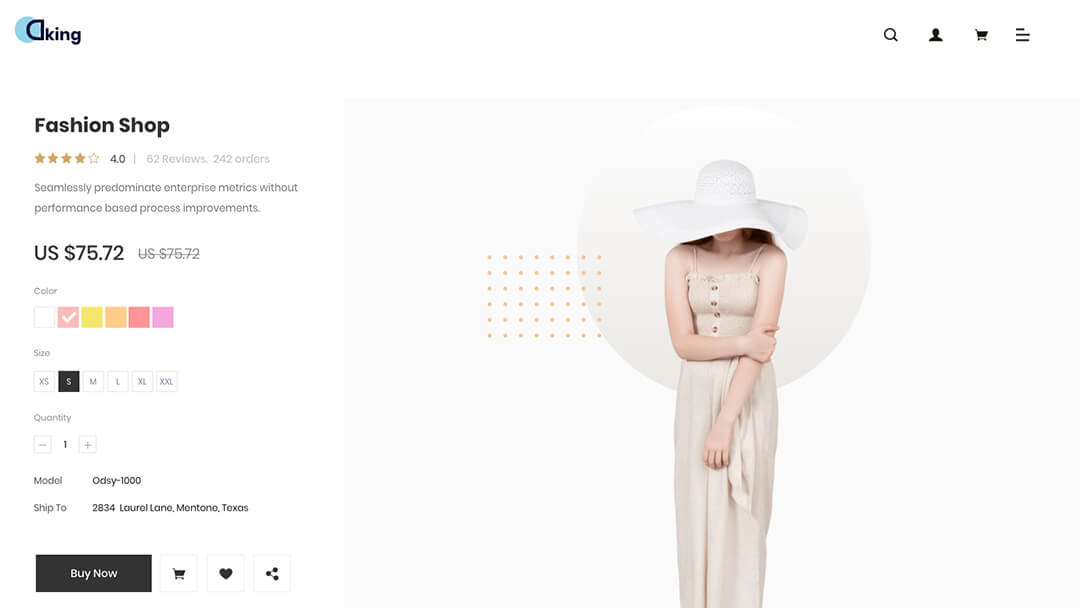 aking
Fashion Shop
4.0 | 62 Reviews. 242 orders
Seamlessly predominate enterprise metrics without
performance based process improvements.
US $75.72 US $75.72
Color
Size
XS S M L XL XXL
Quantity
− 1 +
Model Odsy-1000
Ship To 2834 Laurel Lane, Mentone, Texas
Buy Now